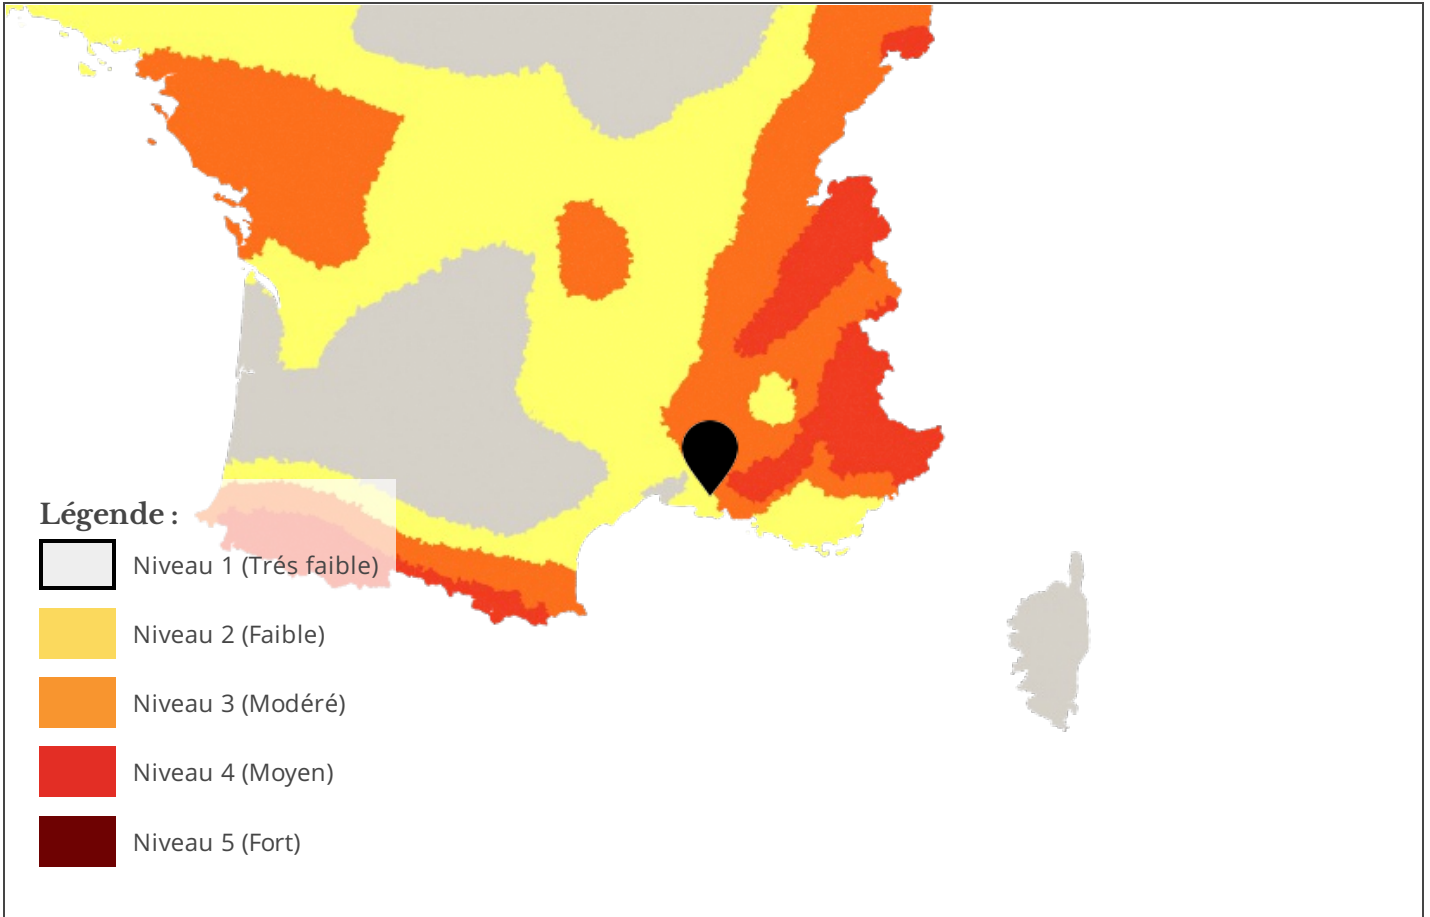 Légende :
Niveau 1 (Trés faible)
Niveau 2 (Faible)
Niveau 3 (Modéré)
Niveau 4 (Moyen)
Niveau 5 (Fort)